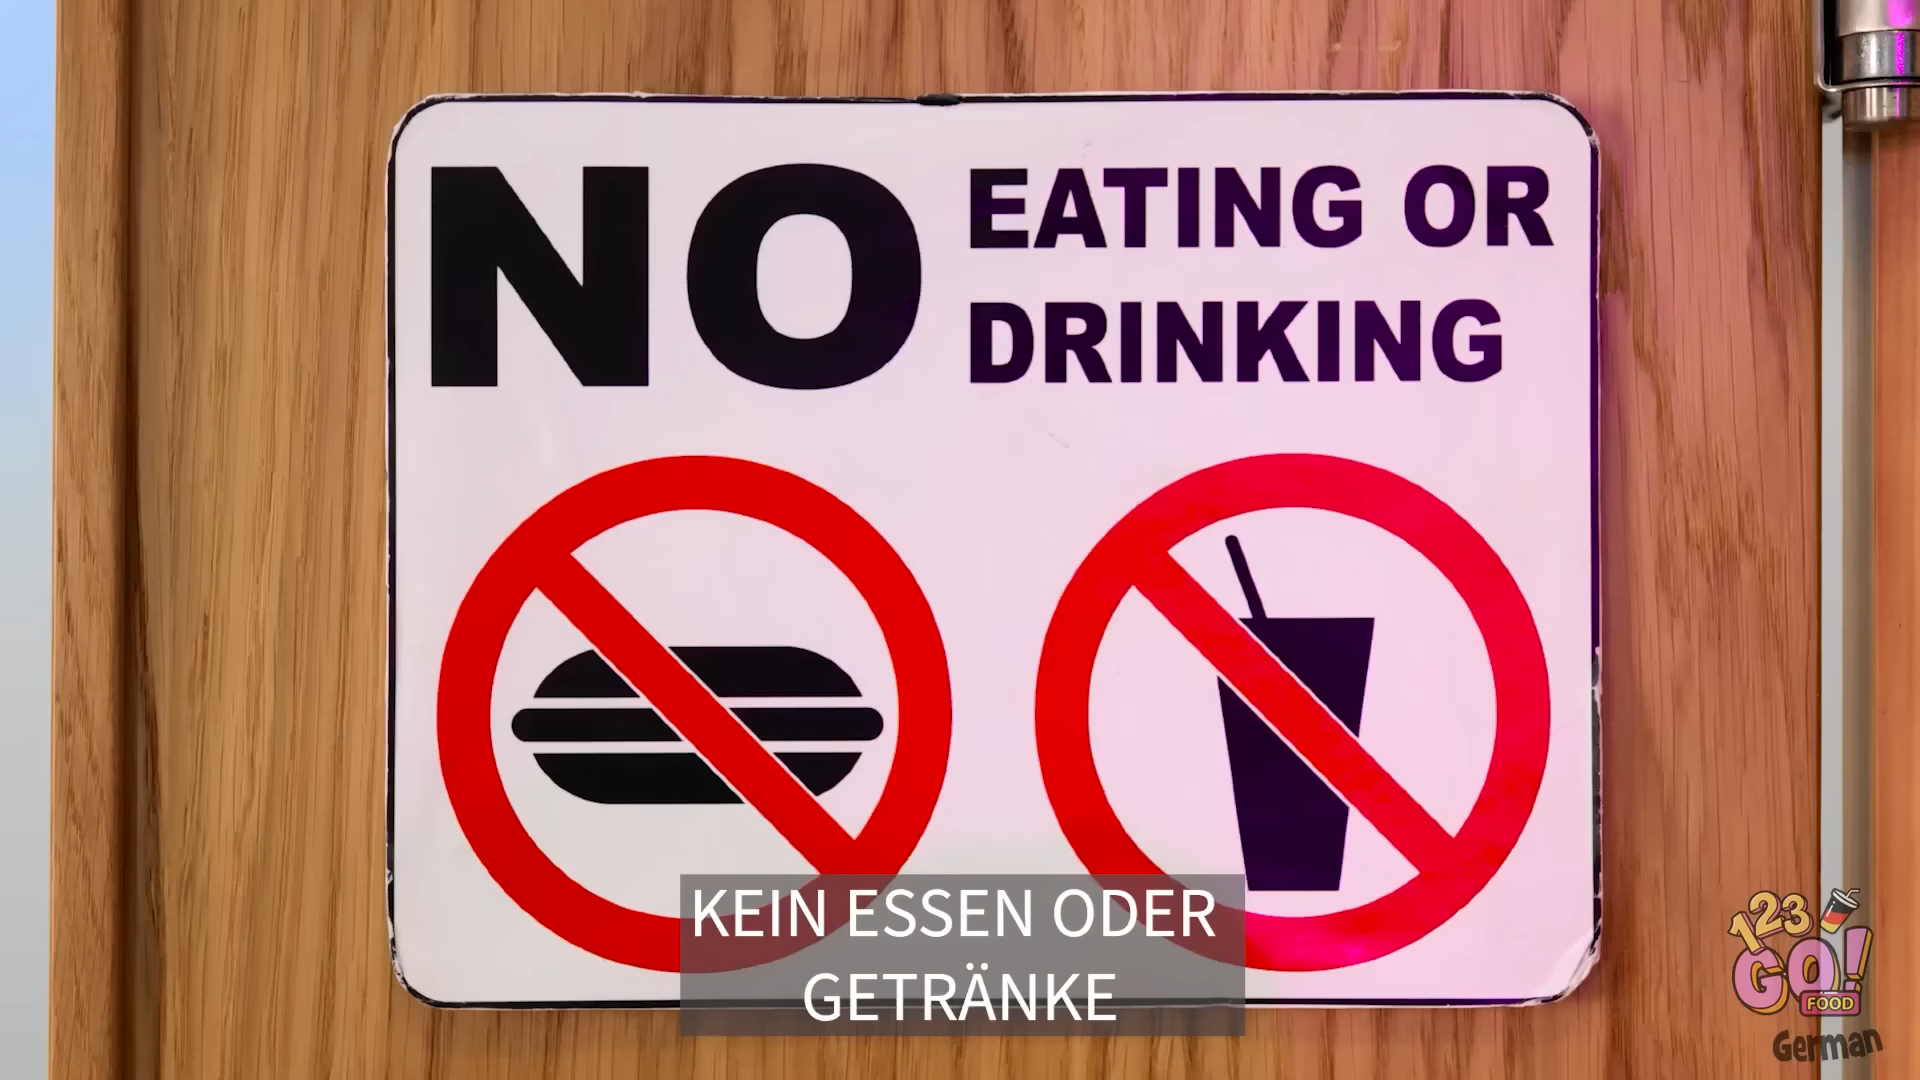 NO EATING OR
DRINKING
KEIN ESSEN ODER
GETRÄNKE
123
GO!
FOOD
German